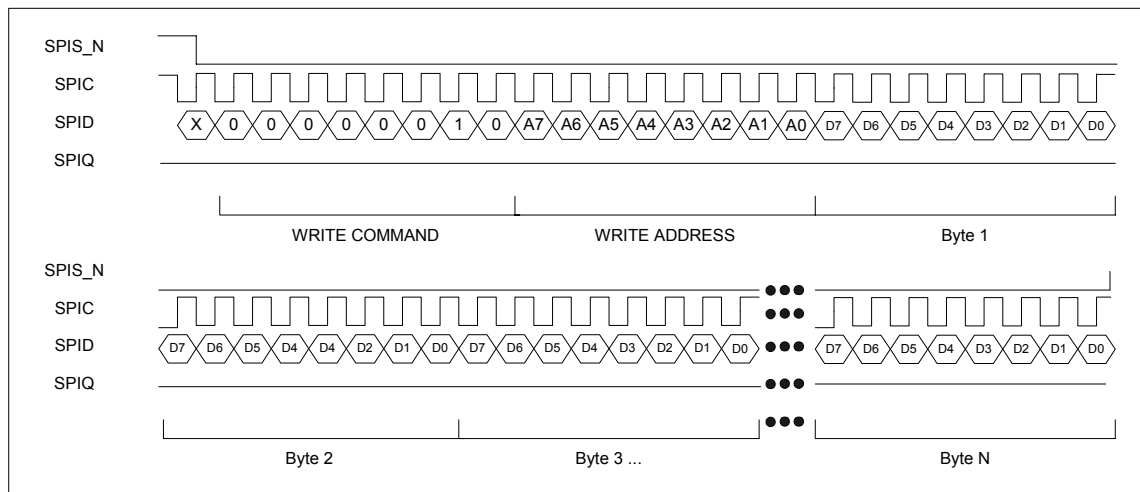 SPIS_N
SPIC
SPID X 0 0 0 0 0 0 1 0 A7 A6 A5 A4 A3 A2 A1 A0 D7 D6 D5 D4 D3 D2 D1 D0
SPIQ
WRITE COMMAND WRITE ADDRESS Byte 1
SPIS_N
SPIC
SPID D7 D6 D5 D4 D4 D2 D1 D0 D7 D6 D5 D4 D3 D2 D1 D0 D7 D6 D5 D4 D3 D2 D1 D0
SPIQ
Byte 2 Byte 3 ... Byte N